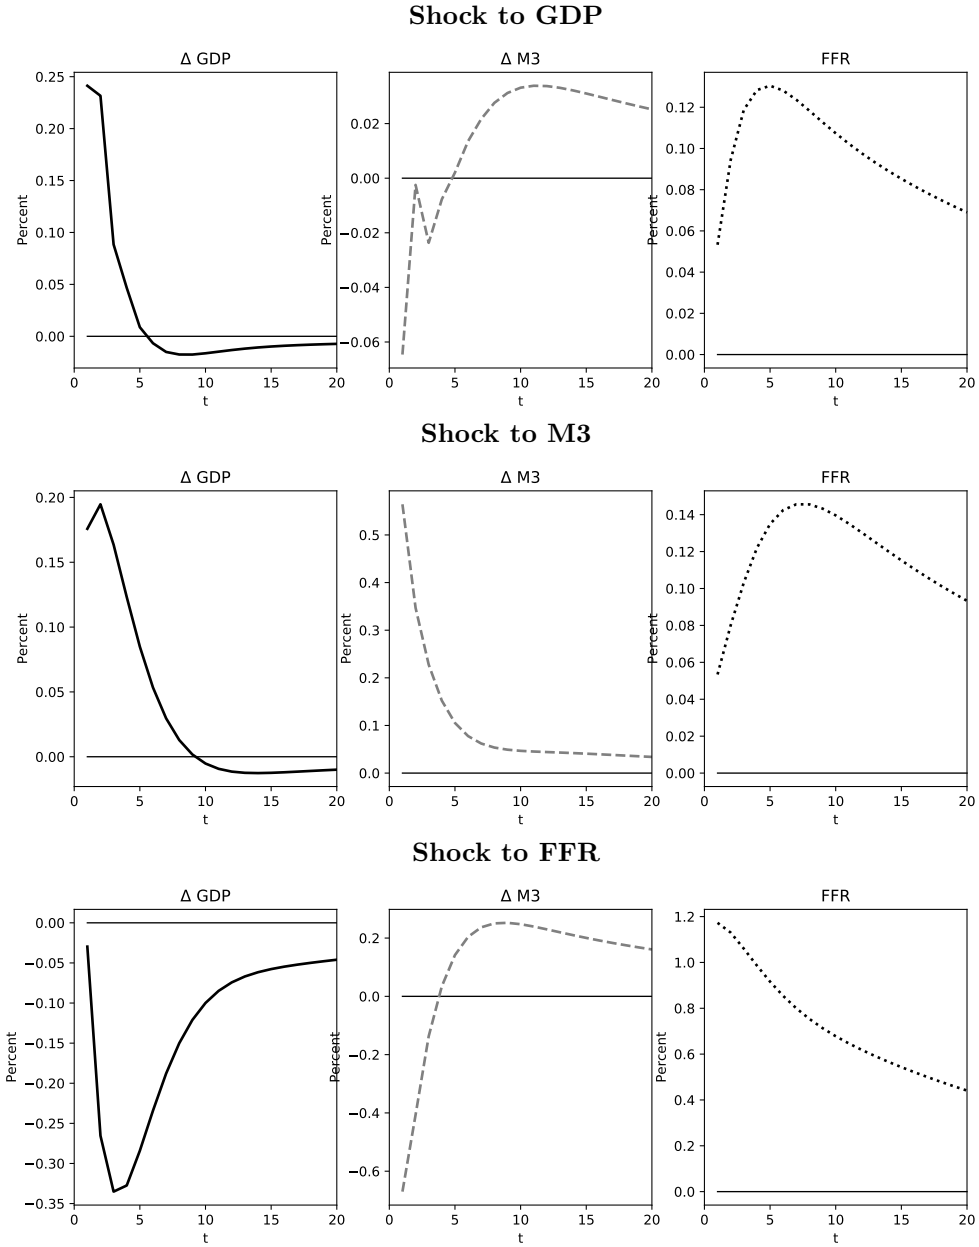 Shock to GDP
Δ GDP
Δ M3
FFR
0.25
0.20
0.15
0.10
0.05
0.00
Percent
0 5 10 15 20
t
0.02
0.00
−0.02
−0.04
−0.06
Percent
0 5 10 15 20
t
0.12
0.10
0.08
0.06
0.04
0.02
0.00
Percent
0 5 10 15 20
t
Shock to M3
Δ GDP
Δ M3
FFR
0.20
0.15
0.10
0.05
0.00
Percent
0 5 10 15 20
t
0.5
0.4
0.3
0.2
0.1
0.0
Percent
0 5 10 15 20
t
0.14
0.12
0.10
0.08
0.06
0.04
0.02
0.00
Percent
0 5 10 15 20
t
Shock to FFR
Δ GDP
Δ M3
FFR
0.00
−0.05
−0.10
−0.15
−0.20
−0.25
−0.30
−0.35
Percent
0 5 10 15 20
t
0.2
0.0
−0.2
−0.4
−0.6
Percent
0 5 10 15 20
t
1.2
1.0
0.8
0.6
0.4
0.2
0.0
Percent
0 5 10 15 20
t